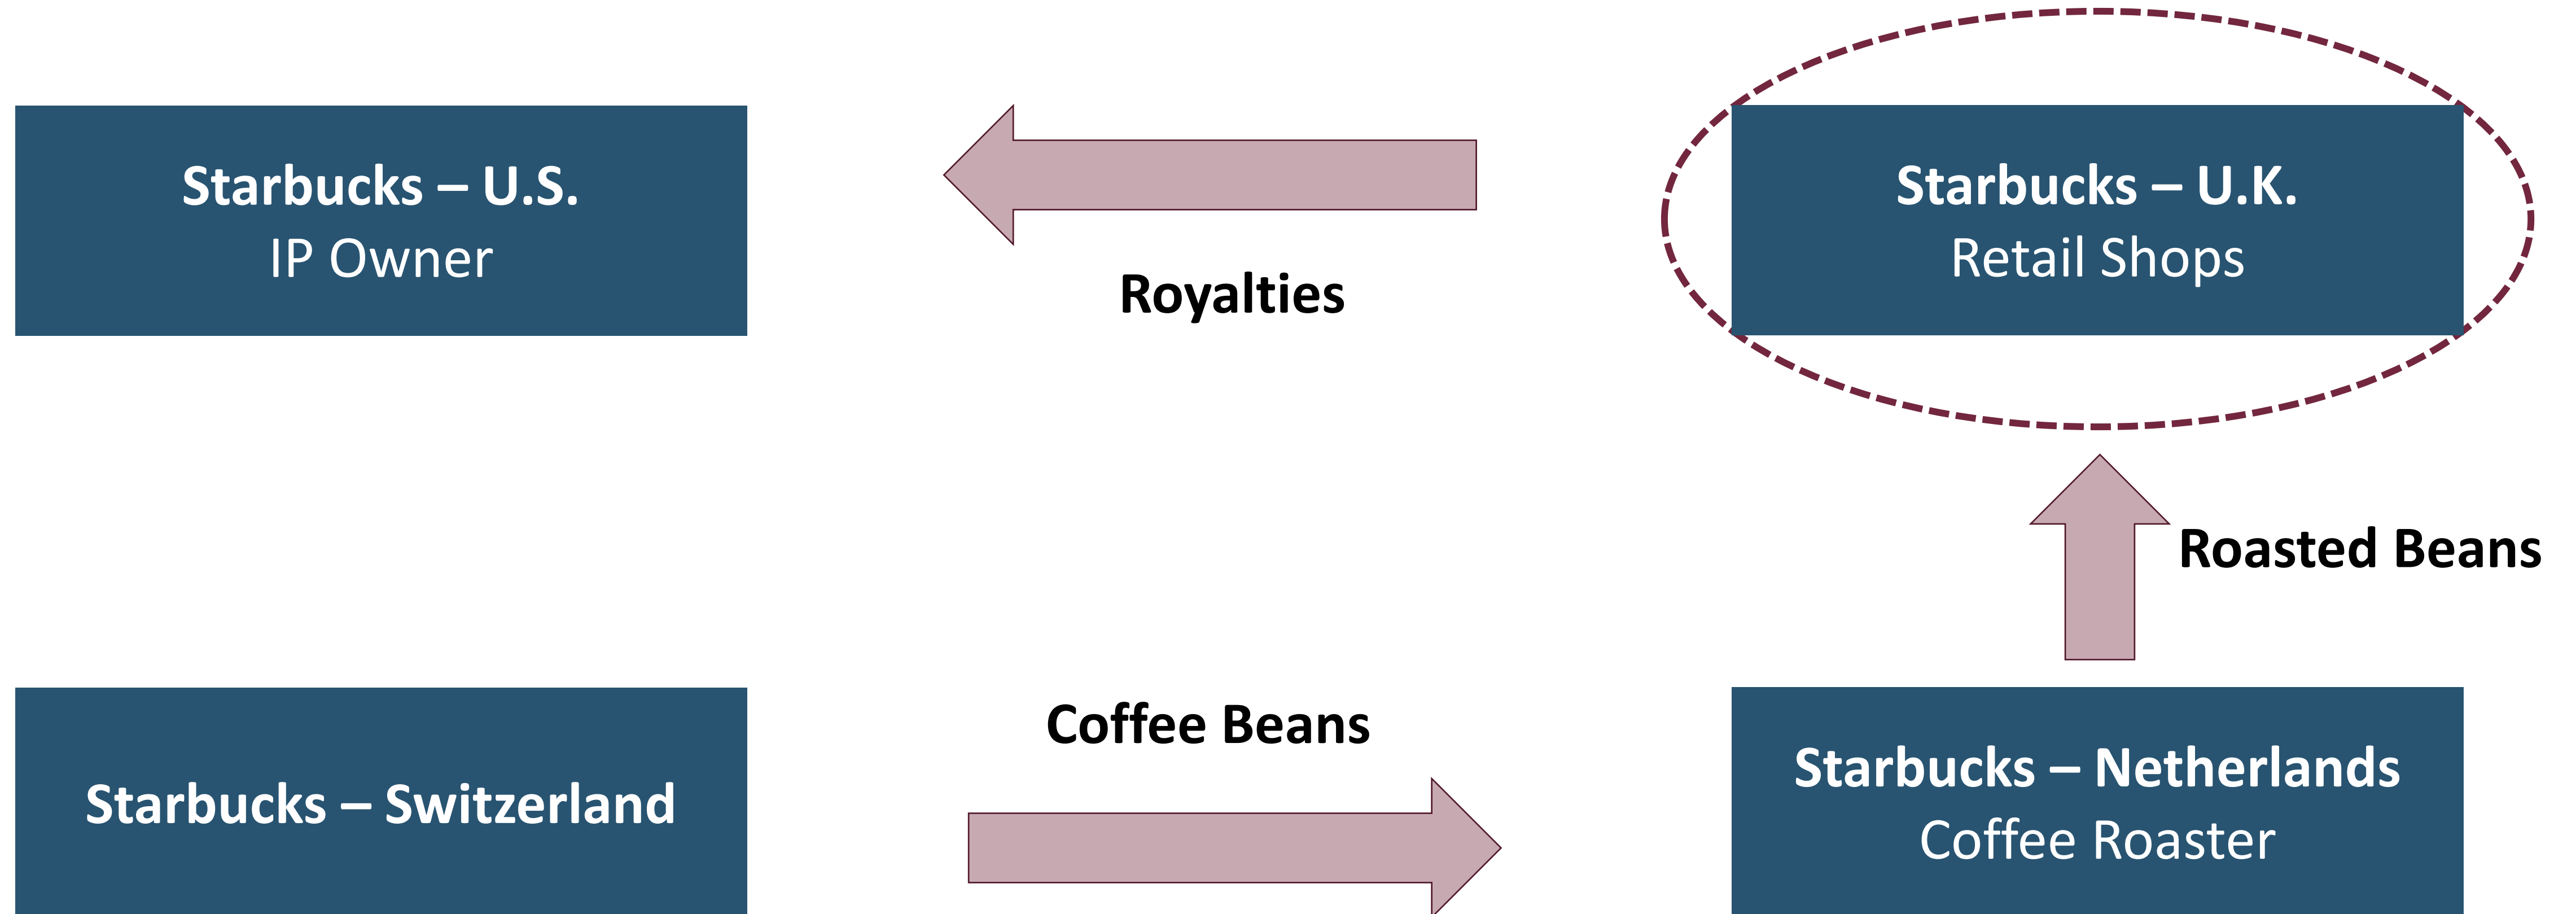 Starbucks – U.S.
IP Owner
Royalties
Starbucks – U.K.
Retail Shops
Roasted Beans
Starbucks – Switzerland
Coffee Beans
Starbucks – Netherlands
Coffee Roaster